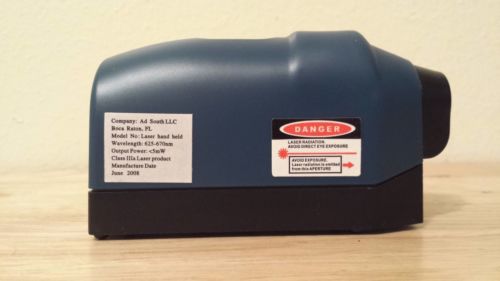 Company: Ad South LLC
Boca Raton, FL
Model No: Laser hand held
Wavelength: 625-670nm
Output Power: <5mW
Class IIIa Laser product
Manufacture Date
June 2008
DANGER
LASER RADIATION.
AVOID DIRECT EYE EXPOSURE
AVOID EXPOSURE.
Laser radiation is emitted
from this APERTURE